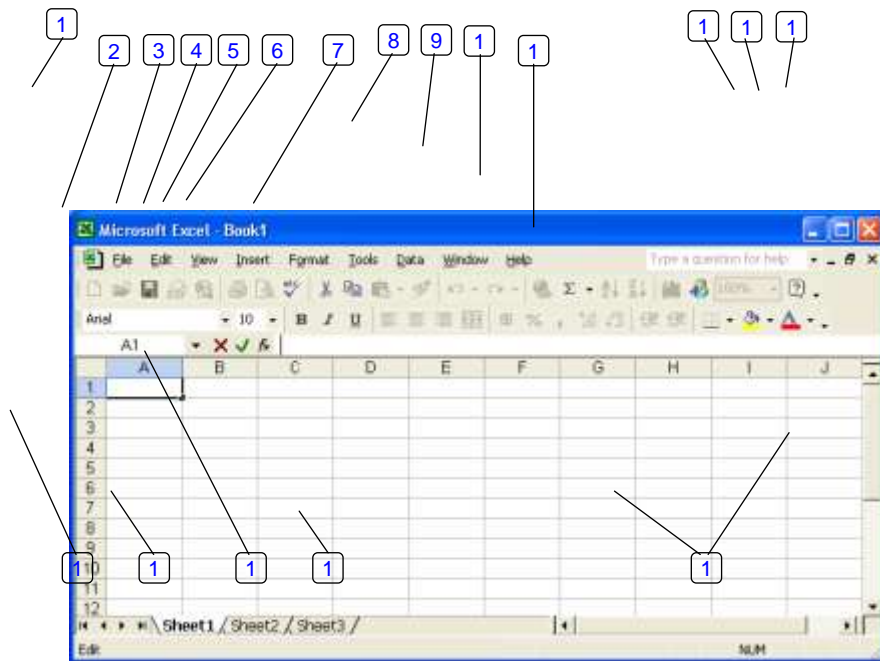 1 1 1 1
2 3 4 5 6 7 8 9 1 1
Microsoft Excel - Book1
File Edit View Insert Format Tools Data Window Help Type a question for help
Σ 100% ?
Arial 10 B I U % , A
A1 fx
A B C D E F G H I J
1
2
3
4
5
6
7
8
9
1 10 1 1 1 1
11
12
Sheet1 Sheet2 Sheet3
Edit NUM